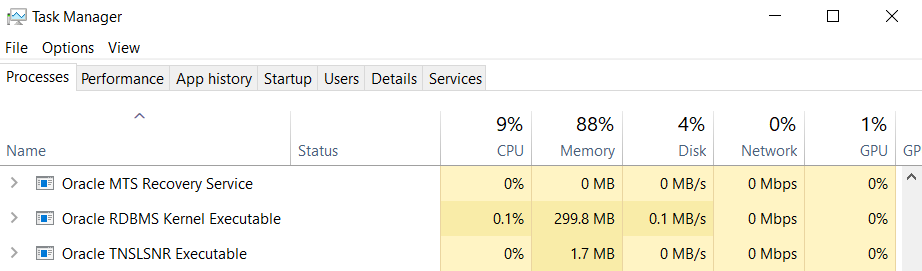 Task Manager
File Options View
Processes Performance App history Startup Users Details Services
9% 88% 4% 0% 1%
Name Status CPU Memory Disk Network GPU GP
Oracle MTS Recovery Service 0% 0 MB 0 MB/s 0 Mbps 0%
Oracle RDBMS Kernel Executable 0.1% 299.8 MB 0.1 MB/s 0 Mbps 0%
Oracle TNSLSNR Executable 0% 1.7 MB 0 MB/s 0 Mbps 0%